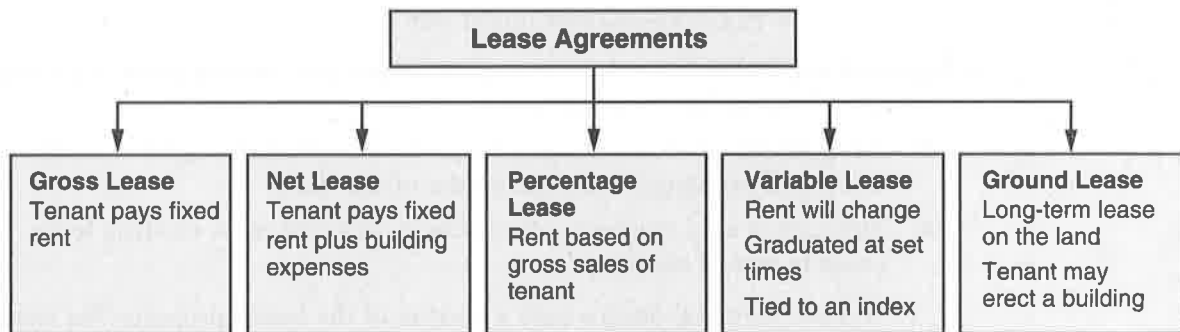 Lease Agreements
Gross Lease
Tenant pays fixed
rent
Net Lease
Tenant pays fixed
rent plus building
expenses
Percentage
Lease
Rent based on
gross sales of
tenant
Variable Lease
Rent will change
Graduated at set
times
Tied to an index
Ground Lease
Long-term lease
on the land
Tenant may
erect a building